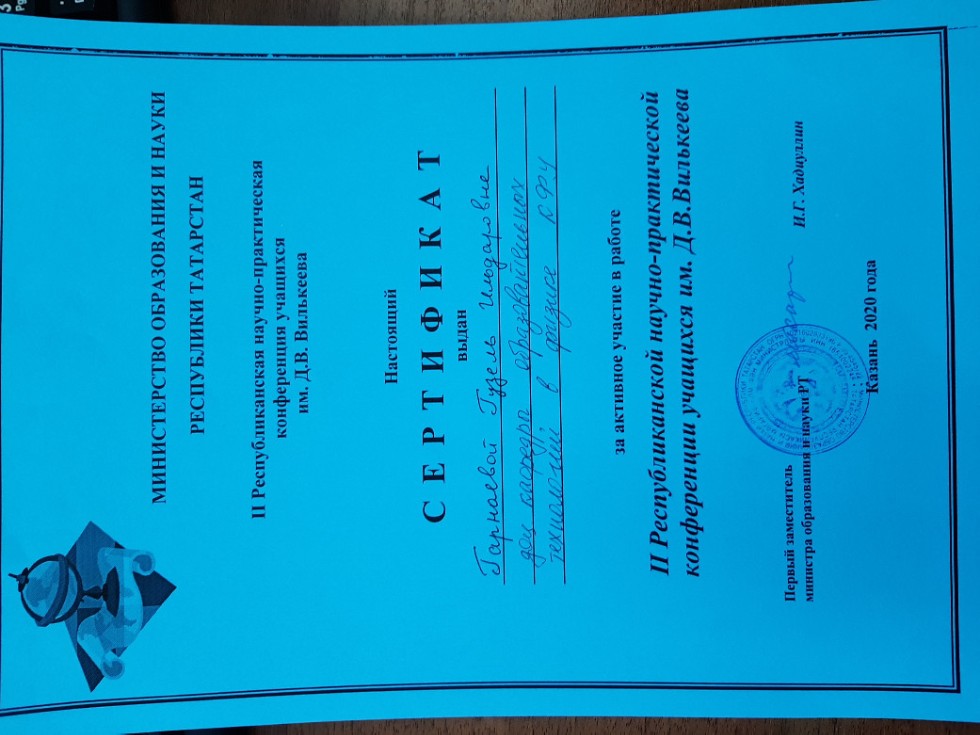 МИНИСТЕРСТВО ОБРАЗОВАНИЯ И НАУКИ
РЕСПУБЛИКИ ТАТАРСТАН
II Республиканская научно-практическая
конференция учащихся
им. Д.В. Вилькеева
Настоящий
СЕРТИФИКАТ
выдан
Гарнаевой Гузель Ильдаровне
доц кафедры образовательных
технологий в физике КФУ
за активное участие в работе
II Республиканской научно-практической
конференции учащихся им. Д.В.Вилькеева
Первый заместитель
министра образования и науки РТ
И.Г. Хадиуллин
Казань 2020 года